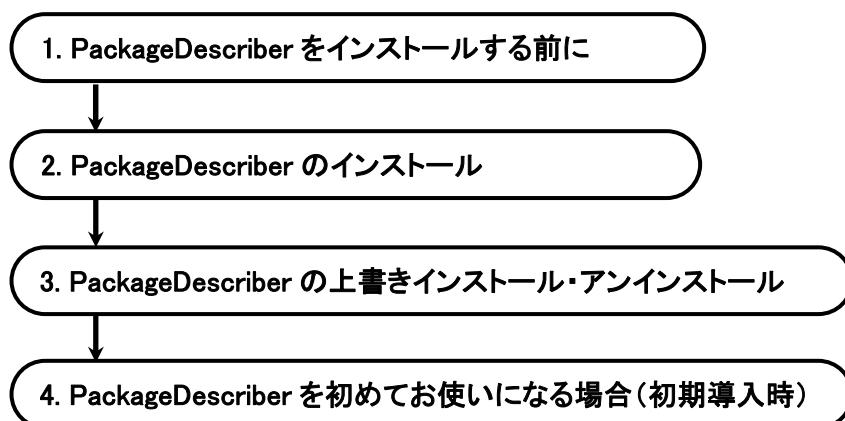 1. PackageDescriber をインストールする前に
2. PackageDescriber のインストール
3. PackageDescriber の上書きインストール・アンインストール
4. PackageDescriber を初めてお使いになる場合(初期導入時)